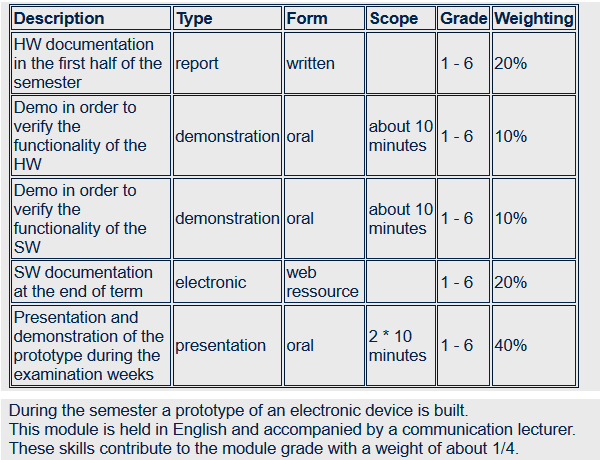 Description Type Form Scope Grade Weighting
HW documentation
in the first half of the
semester
report written 1 - 6 20%
Demo in order to
verify the
functionality of the
HW
demonstration oral about 10
minutes 1 - 6 10%
Demo in order to
verify the
functionality of the
SW
demonstration oral about 10
minutes 1 - 6 10%
SW documentation
at the end of term
electronic web
ressource 1 - 6 20%
Presentation and
demonstration of the
prototype during the
examination weeks
presentation oral 2 * 10
minutes 1 - 6 40%
During the semester a prototype of an electronic device is built.
This module is held in English and accompanied by a communication lecturer.
These skills contribute to the module grade with a weight of about 1/4.